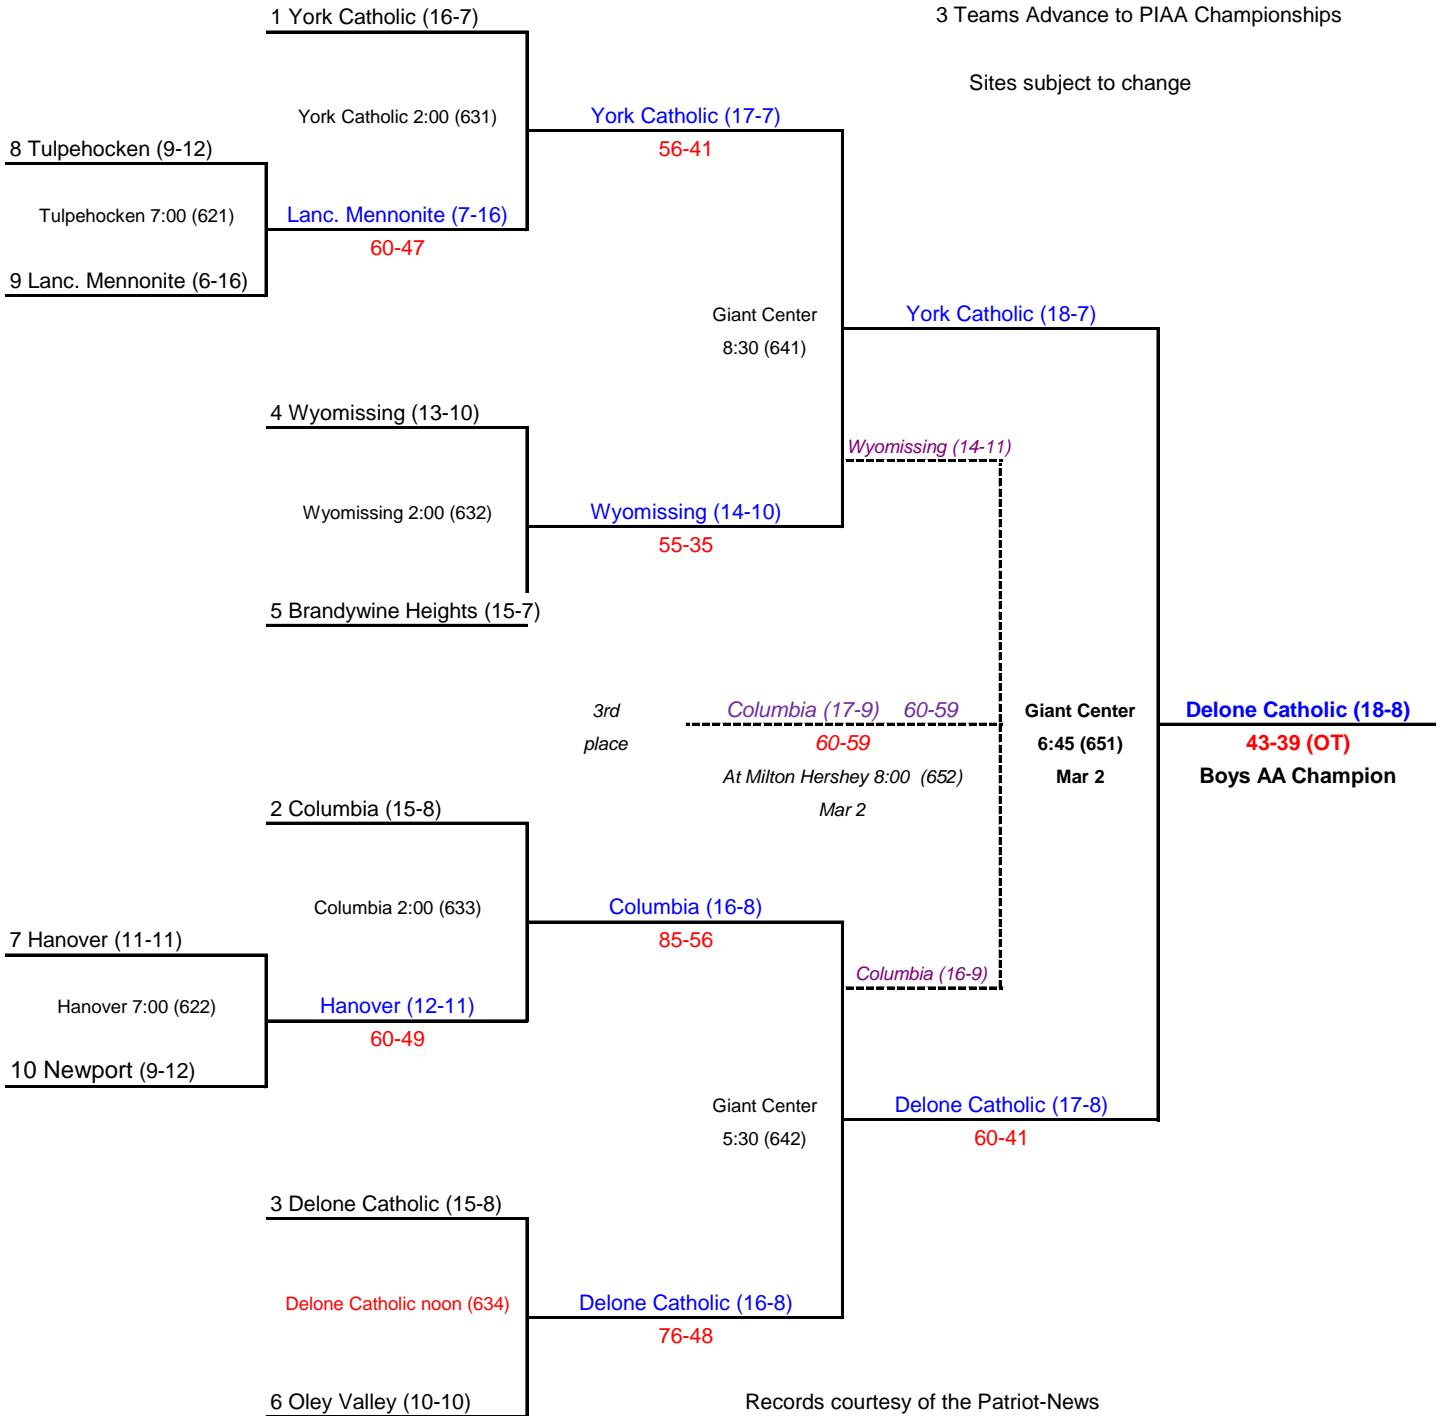 1 York Catholic (16-7)
3 Teams Advance to PIAA Championships
Sites subject to change
York Catholic 2:00 (631)
York Catholic (17-7)
56-41
8 Tulpehocken (9-12)
Tulpehocken 7:00 (621)
Lanc. Mennonite (7-16)
60-47
9 Lanc. Mennonite (6-16)
Giant Center
8:30 (641)
York Catholic (18-7)
4 Wyomissing (13-10)
Wyomissing (14-11)
Wyomissing 2:00 (632)
Wyomissing (14-10)
55-35
5 Brandywine Heights (15-7)
3rd
place
Columbia (17-9) 60-59
60-59
At Milton Hershey 8:00 (652)
Mar 2
Giant Center
6:45 (651)
Mar 2
Delone Catholic (18-8)
43-39 (OT)
Boys AA Champion
2 Columbia (15-8)
Columbia 2:00 (633)
Columbia (16-8)
85-56
7 Hanover (11-11)
Hanover 7:00 (622)
Hanover (12-11)
60-49
10 Newport (9-12)
Columbia (16-9)
Giant Center
5:30 (642)
Delone Catholic (17-8)
60-41
3 Delone Catholic (15-8)
Delone Catholic noon (634)
Delone Catholic (16-8)
76-48
6 Oley Valley (10-10)
Records courtesy of the Patriot-News